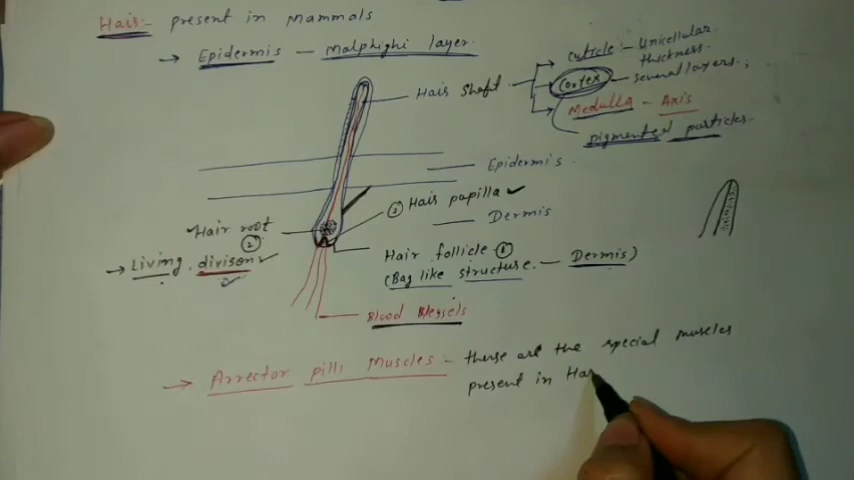 Hair:- present in Mammals
→ Epidermis - Malphighi layer.
Hair Shaft
cuticle:- Unicellular thickness.
Cortex - several layers.;
Medulla - Axis
pigmented particles.
Epidermis.
② Hair papilla ✓
Dermis
Hair root
②
→ Living divison ✓
Hair follicle ①
(Bag like structure. - Dermis)
Blood Vessels
→ Arrector pilli Muscles - these are the special muscles
present in Ha